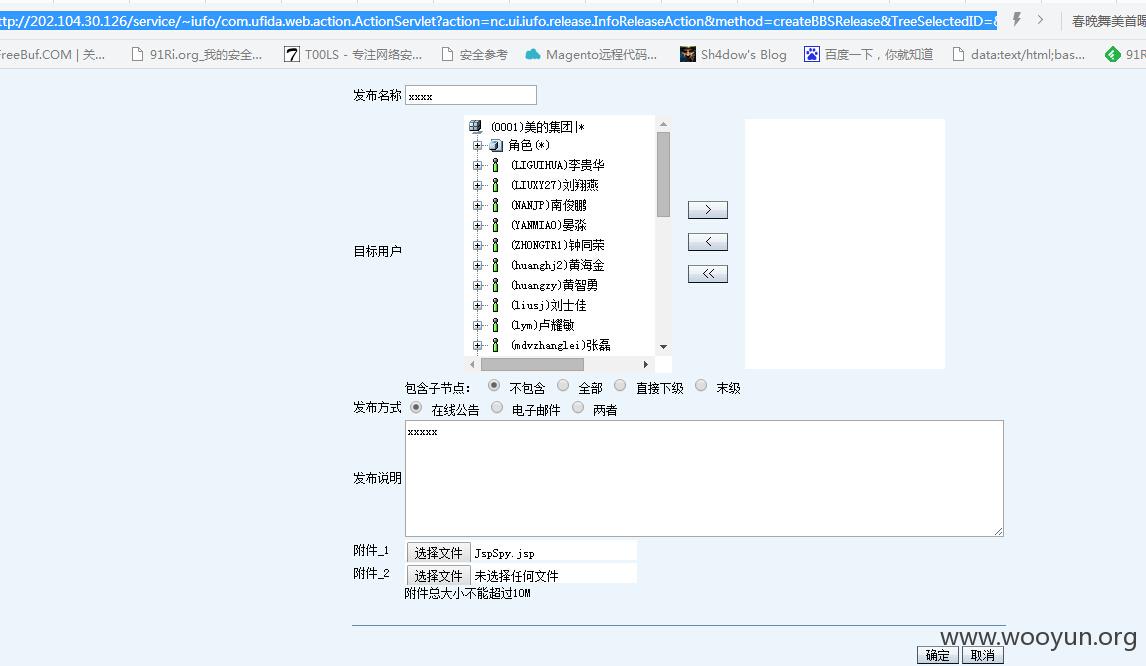 ttp://202.104.30.126/service/~iufo/com.ufida.web.action.ActionServlet?action=nc.ui.iufo.release.InfoReleaseAction&method=createBBSRelease&TreeSelectedID=&
春晚舞美首曝
FreeBuf.COM | 关...
91Ri.org_我的安全...
T00LS - 专注网络安...
安全参考
Magento远程代码...
Sh4dow's Blog
百度一下，你就知道
data:text/html;bas...
91R
发布名称 xxxx
(0001)美的集团|*
角色(*)
(LIGUIHUA)李贵华
(LIUXY27)刘翔燕
(NANJP)南俊鹏
(YANMIAO)晏淼
(ZHONGTR1)钟同荣
目标用户
(huanghj2)黄海金
(huangzy)黄智勇
(liusj)刘士佳
(lym)卢耀敏
(mdvzhanglei)张磊
>
<
<<
包含子节点： 不包含 全部 直接下级 末级
发布方式 在线公告 电子邮件 两者
xxxxx
发布说明
附件_1 选择文件 JspSpy.jsp
附件_2 选择文件 未选择任何文件
附件总大小不能超过10M
www.wooyun.org
确定 取消